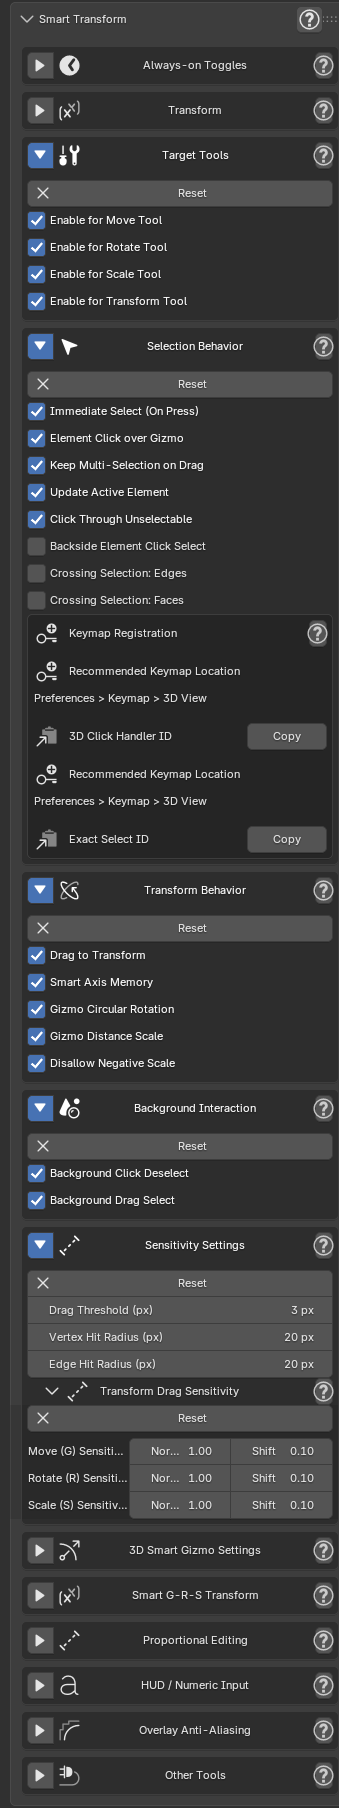 Smart Transform
Always-on Toggles
Transform
Target Tools
Reset
Enable for Move Tool
Enable for Rotate Tool
Enable for Scale Tool
Enable for Transform Tool
Selection Behavior
Reset
Immediate Select (On Press)
Element Click over Gizmo
Keep Multi-Selection on Drag
Update Active Element
Click Through Unselectable
Backside Element Click Select
Crossing Selection: Edges
Crossing Selection: Faces
Keymap Registration
Recommended Keymap Location
Preferences > Keymap > 3D View
3D Click Handler ID Copy
Recommended Keymap Location
Preferences > Keymap > 3D View
Exact Select ID Copy
Transform Behavior
Reset
Drag to Transform
Smart Axis Memory
Gizmo Circular Rotation
Gizmo Distance Scale
Disallow Negative Scale
Background Interaction
Reset
Background Click Deselect
Background Drag Select
Sensitivity Settings
Reset
Drag Threshold (px) 3 px
Vertex Hit Radius (px) 20 px
Edge Hit Radius (px) 20 px
Transform Drag Sensitivity
Reset
Move (G) Sensiti... Nor... 1.00 Shift 0.10
Rotate (R) Sensiti... Nor... 1.00 Shift 0.10
Scale (S) Sensitiv... Nor... 1.00 Shift 0.10
3D Smart Gizmo Settings
Smart G-R-S Transform
Proportional Editing
HUD / Numeric Input
Overlay Anti-Aliasing
Other Tools